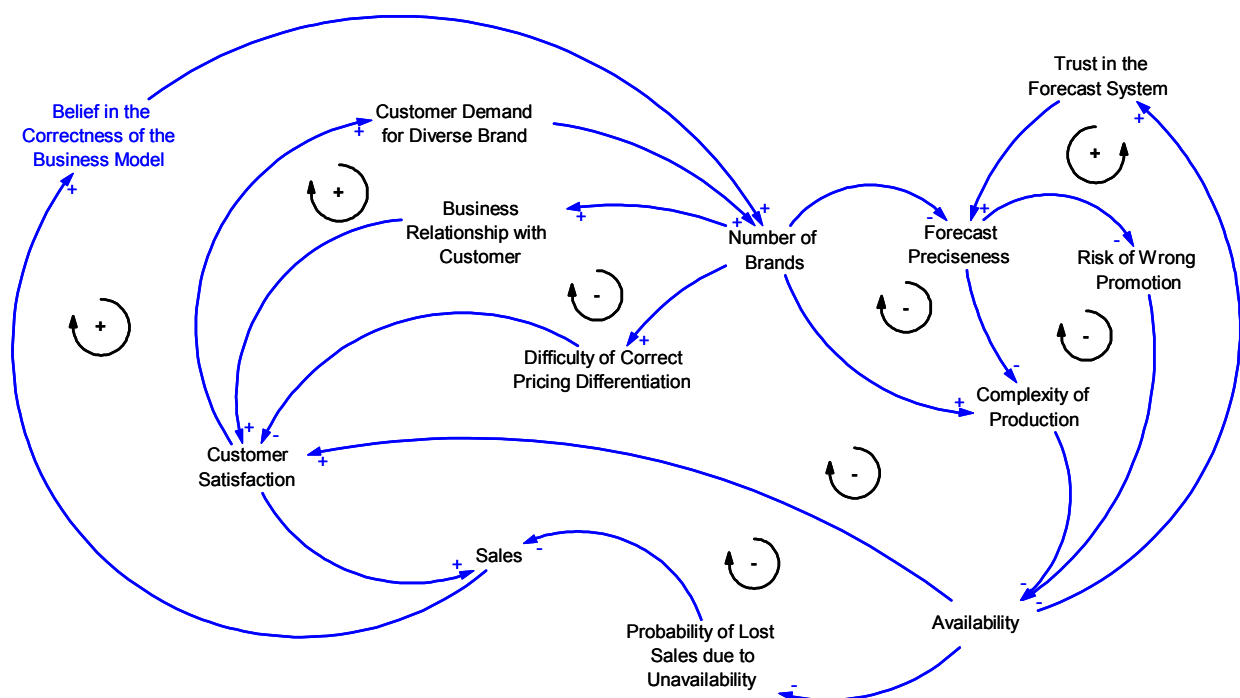 Trust in the
Forecast System
+
Belief in the
Correctness of the
Business Model
+
Customer Demand
for Diverse Brand
+
+
+
Business
Relationship with
Customer
+
+
+
Number of
Brands
-
+
Forecast
Preciseness
-
Risk of Wrong
Promotion
-
-
-
+
+
Difficulty of Correct
Pricing Differentiation
-
Complexity of
Production
+
+
-
Customer
Satisfaction
+
-
+
Sales
-
-
-
-
Availability
Probability of Lost
Sales due to
Unavailability
-